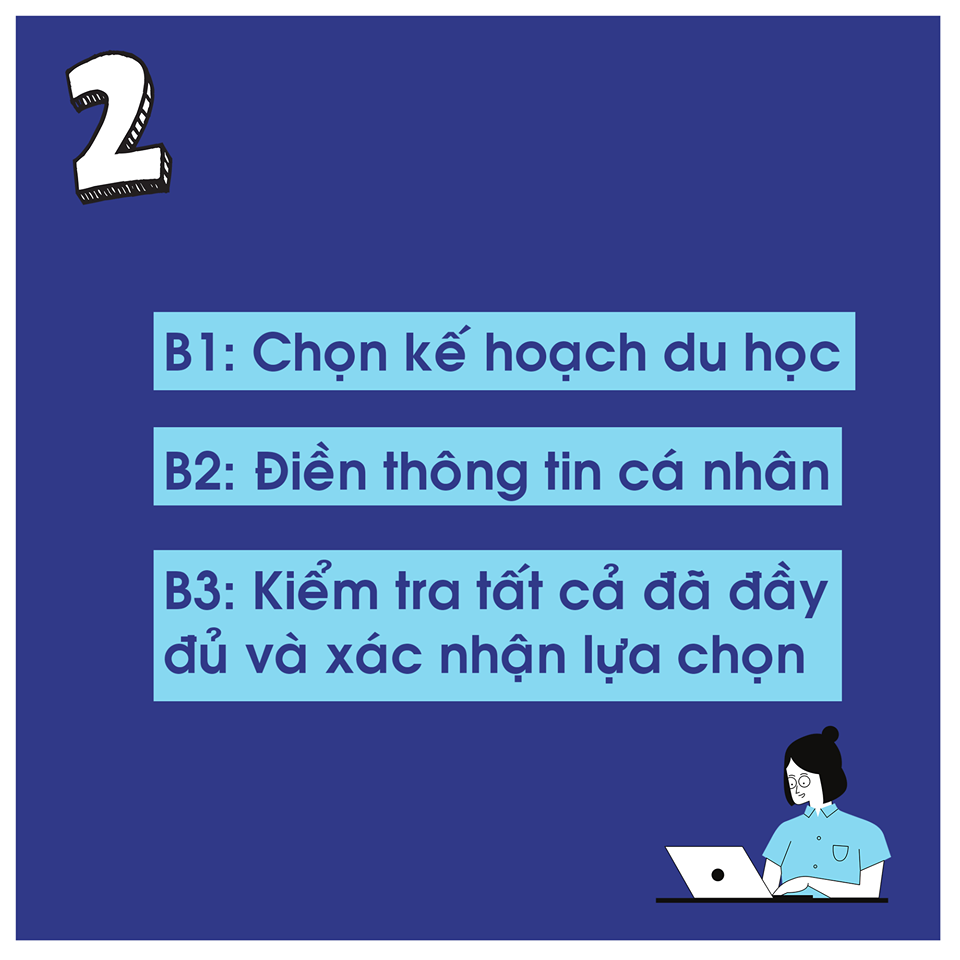 2
B1: Chọn kế hoạch du học
B2: Điền thông tin cá nhân
B3: Kiểm tra tất cả đã đầy
đủ và xác nhận lựa chọn